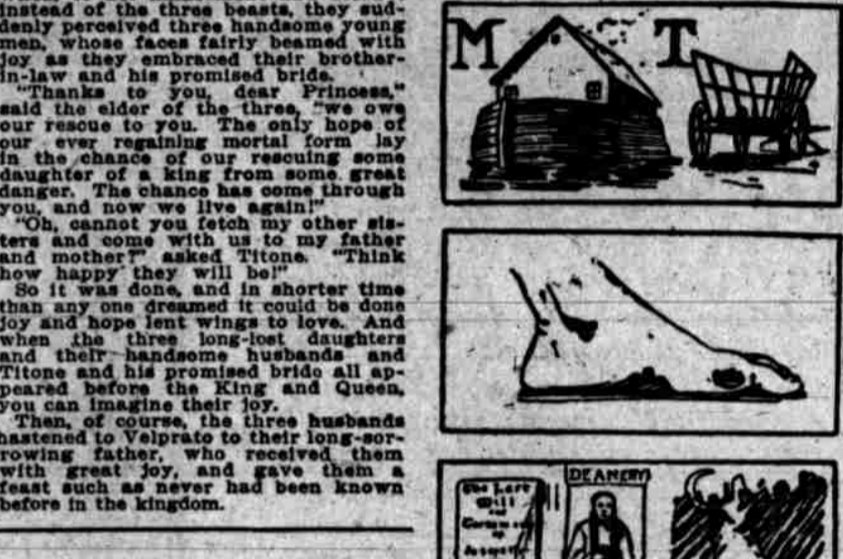 instead of the three beasts, they sud-
denly perceived three handsome young
men, whose faces fairly beamed with
joy as they embraced their brother-
in-law and his promised bride.
"Thanks to you, dear Princess,"
said the elder of the three, "we owe
our rescue to you. The only hope of
our ever regaining mortal form lay
in the chance of our rescuing some
daughter of a king from some great
danger. The chance has come through
you, and now we live again!"
"Oh, cannot you fetch my other sis-
ters and come with us to my father
and mother?" asked Titone. "Think
how happy they will be!"
So it was done, and in shorter time
than any one dreamed it could be done
joy and hope lent wings to love. And
when the three long-lost daughters
and their handsome husbands and
Titone and his promised bride all ap-
peared before the King and Queen,
you can imagine their joy.
Then, of course, the three husbands
hastened to Velprato to their long-sor-
rowing father, who received them
with great joy, and gave them a
feast such as never had been known
before in the kingdom.
M T
The Last
Will
and
DEANERY